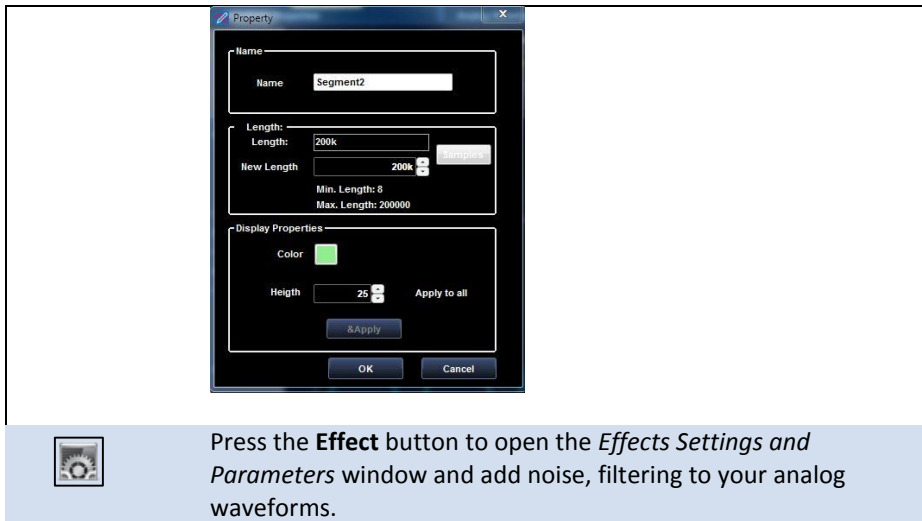 Property
x
Name
Name
Segment2
Length:
Length:
200k
Samples
New Length
200k
Min. Length: 8
Max. Length: 200000
Display Properties
Color
Heigth
25
Apply to all
&Apply
OK
Cancel
Press the Effect button to open the Effects Settings and
Parameters window and add noise, filtering to your analog
waveforms.